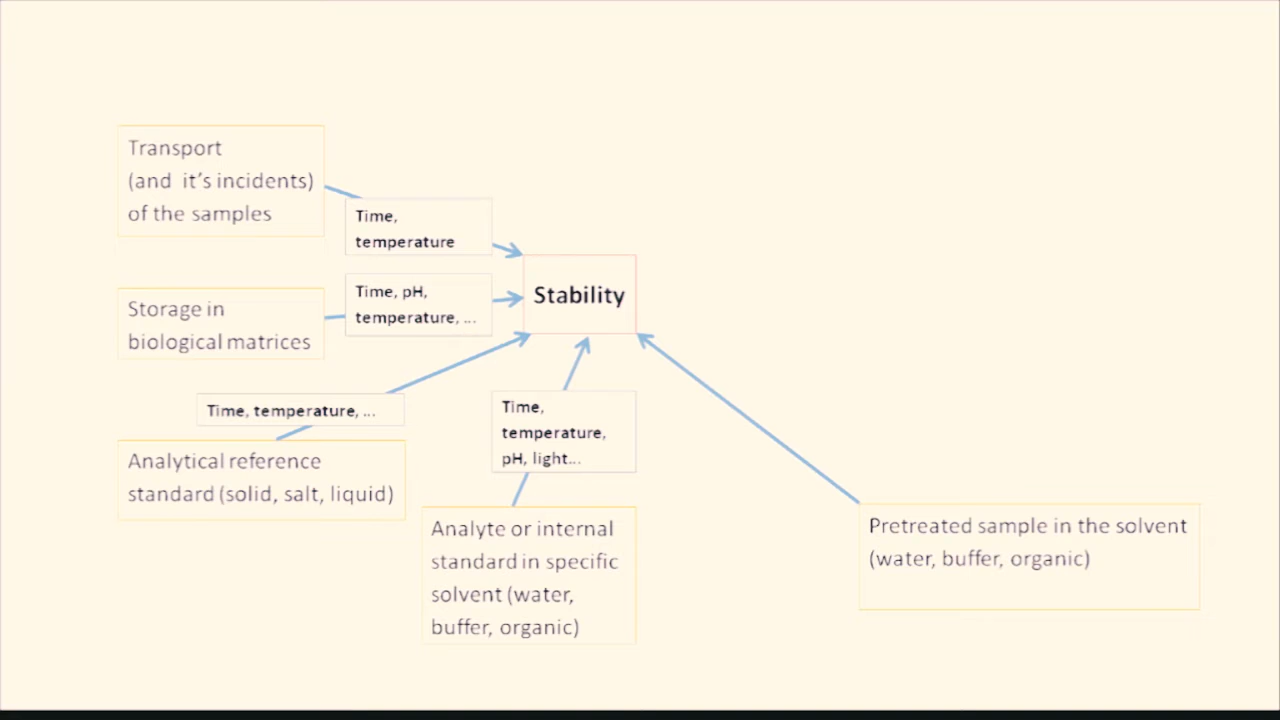 Transport
(and it's incidents)
of the samples
Time,
temperature
Storage in
biological matrices
Time, pH,
temperature, ...
Stability
Time, temperature, ...
Analytical reference
standard (solid, salt, liquid)
Time,
temperature,
pH, light...
Analyte or internal
standard in specific
solvent (water,
buffer, organic)
Pretreated sample in the solvent
(water, buffer, organic)